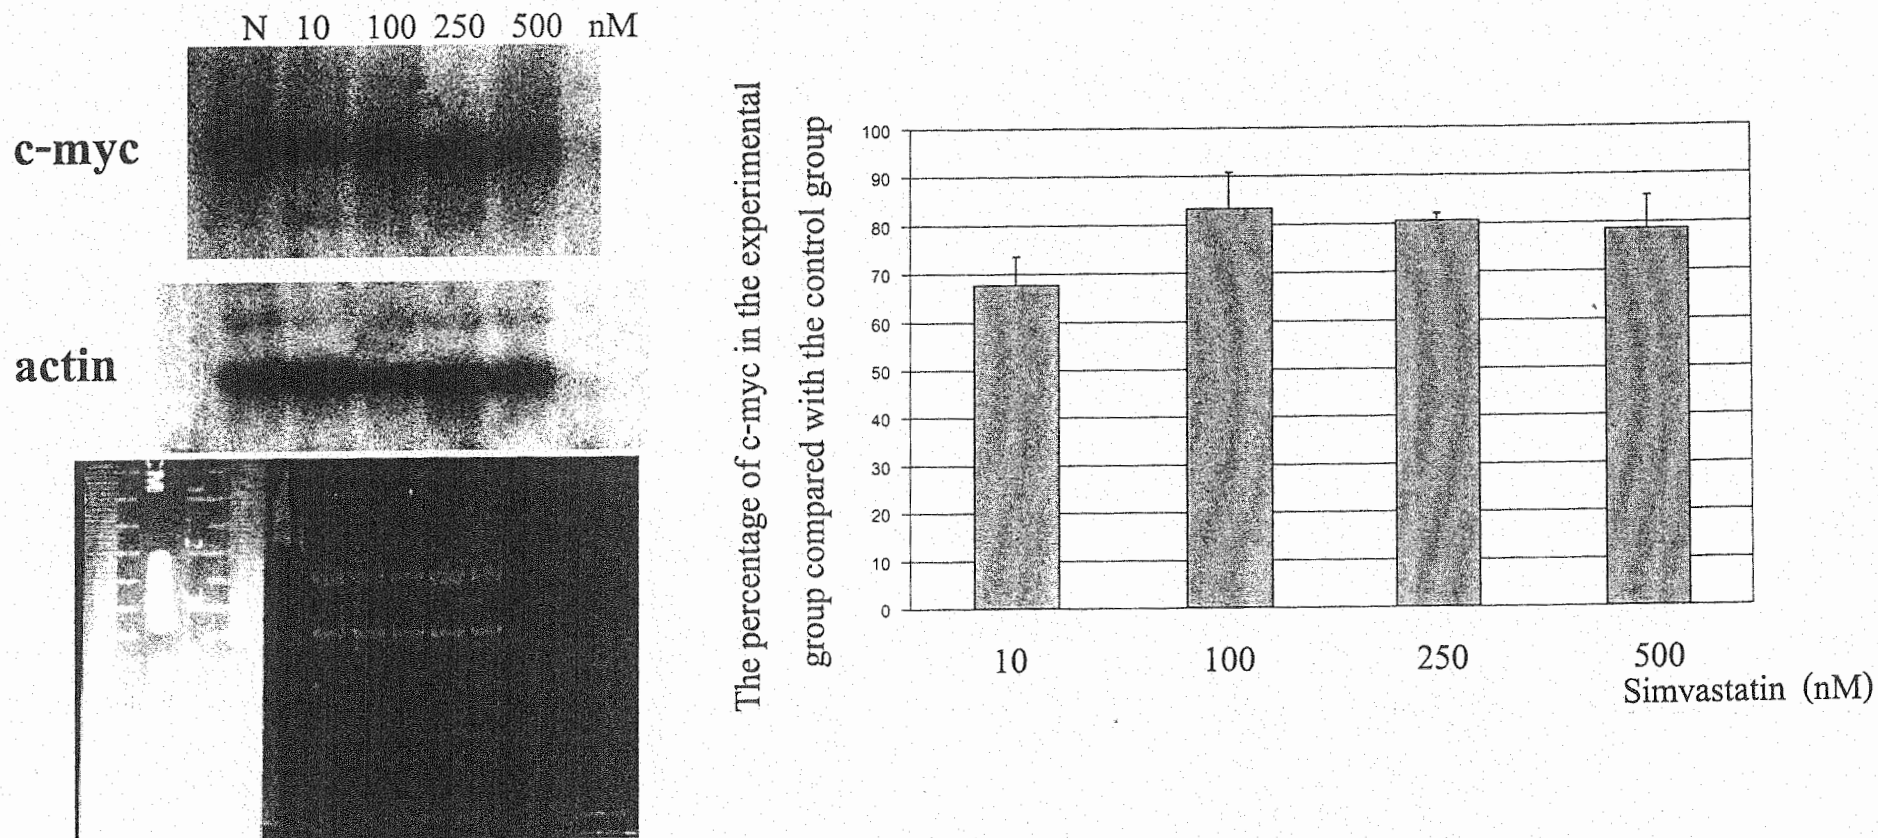 N 10 100 250 500 nM
c-myc
actin
The percentage of c-myc in the experimental
group compared with the control group
100
90
80
70
60
50
40
30
20
10
0
10 100 250 500
Simvastatin (nM)